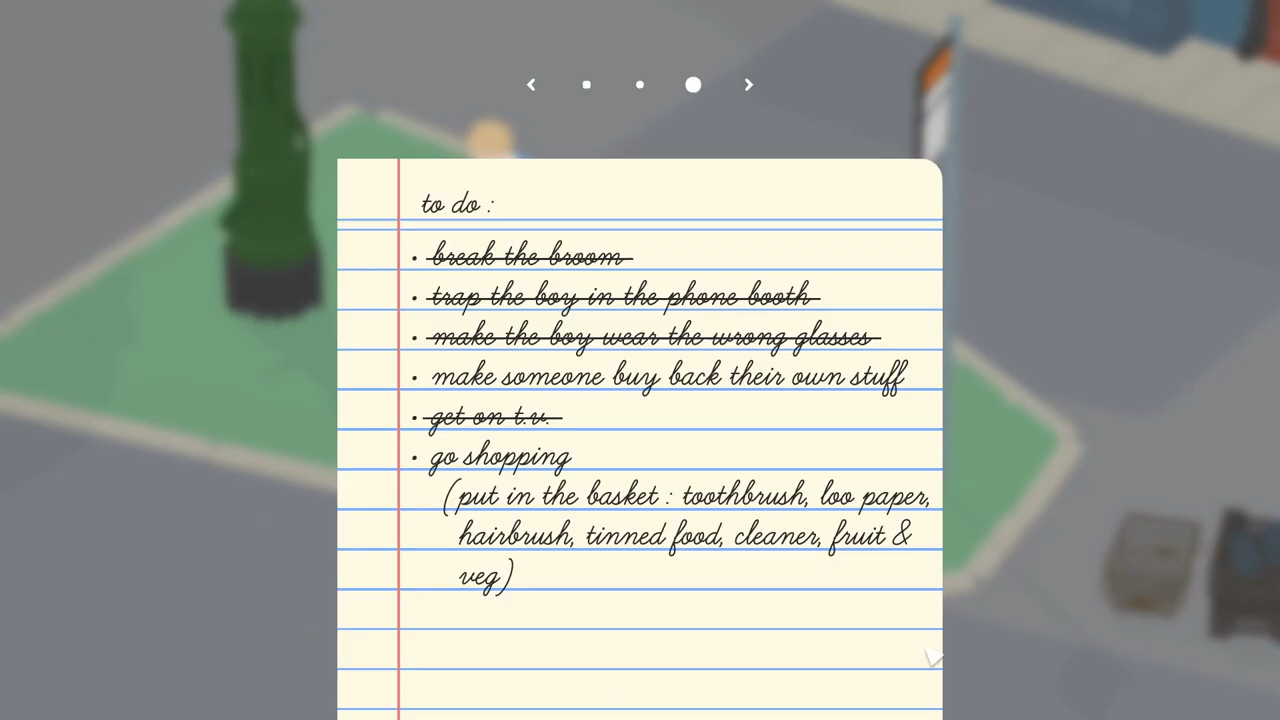 to do :
• break the broom
• trap the boy in the phone booth
• make the boy wear the wrong glasses
• make someone buy back their own stuff
• get on t.v.
• go shopping
(put in the basket : toothbrush, loo paper,
hairbrush, tinned food, cleaner, fruit &
veg)